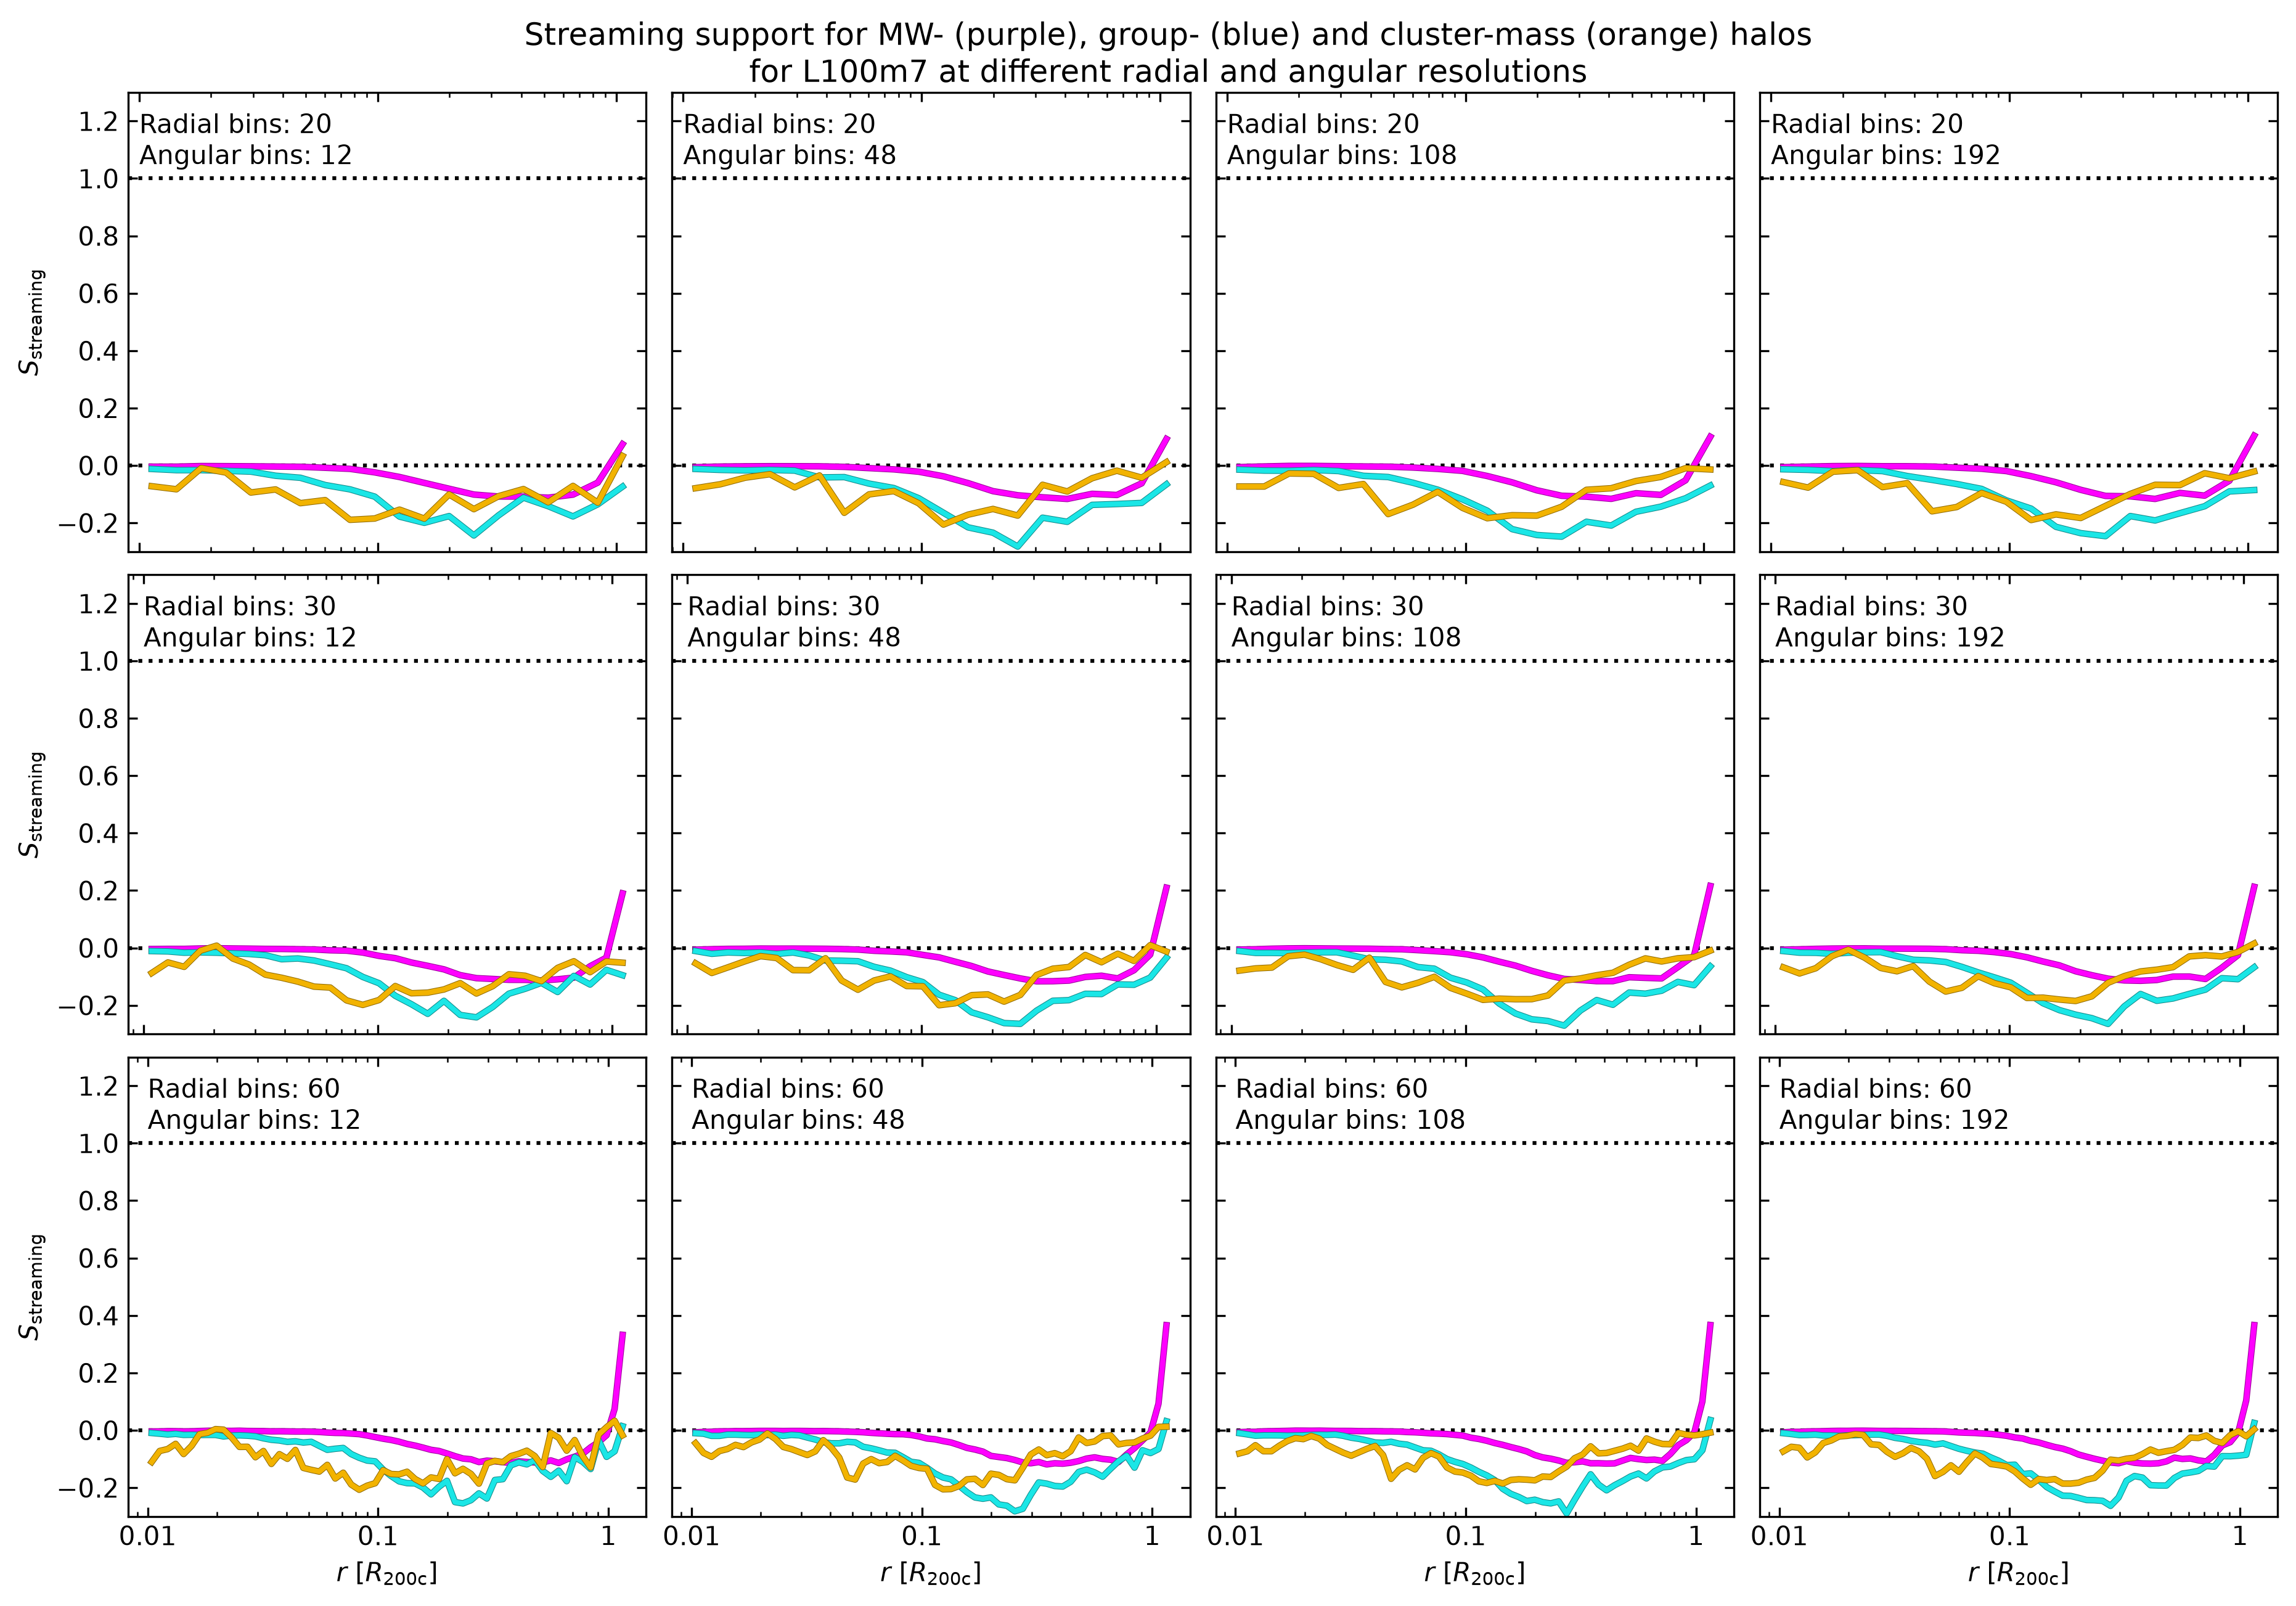 Streaming support for MW- (purple), group- (blue) and cluster-mass (orange) halos
for L100m7 at different radial and angular resolutions
Radial bins: 20
Angular bins: 12
Radial bins: 20
Angular bins: 48
Radial bins: 20
Angular bins: 108
Radial bins: 20
Angular bins: 192
1.2
1.0
0.8
0.6
0.4
0.2
0.0
−0.2
S_streaming
Radial bins: 30
Angular bins: 12
Radial bins: 30
Angular bins: 48
Radial bins: 30
Angular bins: 108
Radial bins: 30
Angular bins: 192
1.2
1.0
0.8
0.6
0.4
0.2
0.0
−0.2
S_streaming
Radial bins: 60
Angular bins: 12
Radial bins: 60
Angular bins: 48
Radial bins: 60
Angular bins: 108
Radial bins: 60
Angular bins: 192
1.2
1.0
0.8
0.6
0.4
0.2
0.0
−0.2
S_streaming
0.01 0.1 1
0.01 0.1 1
0.01 0.1 1
0.01 0.1 1
r [R_200c]
r [R_200c]
r [R_200c]
r [R_200c]